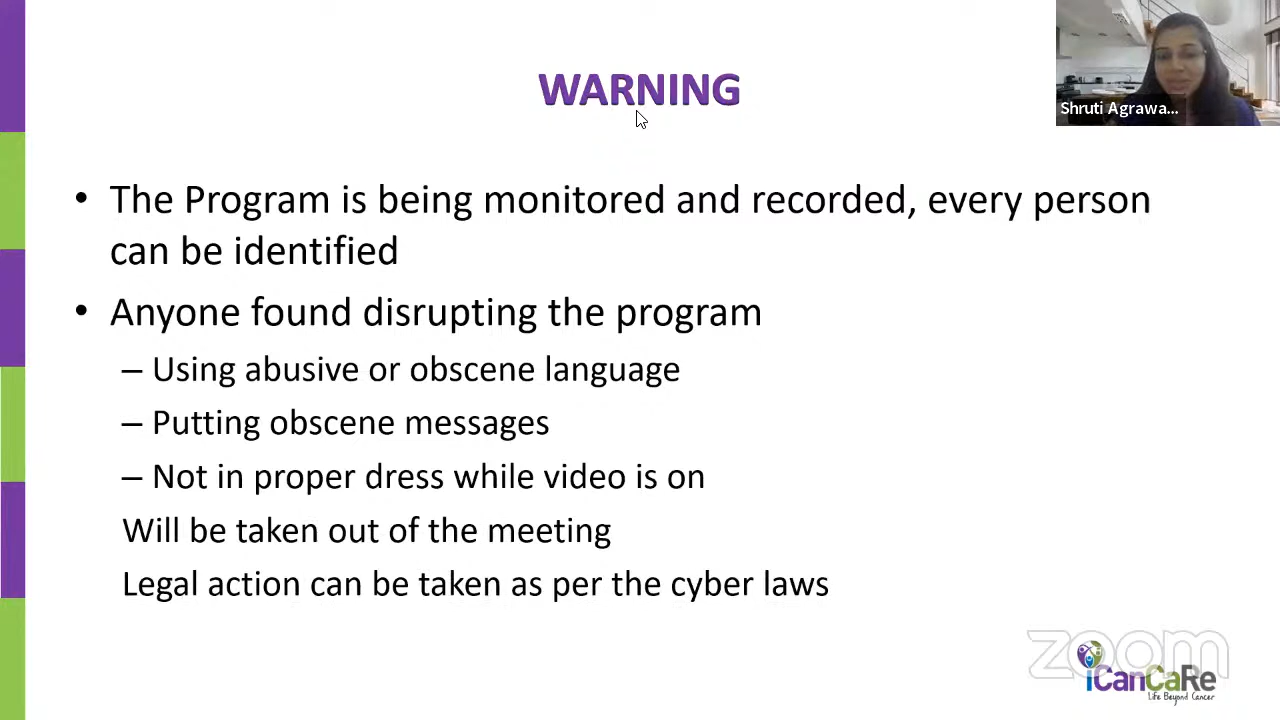 WARNING
Shruti Agrawa...
• The Program is being monitored and recorded, every person
can be identified
• Anyone found disrupting the program
– Using abusive or obscene language
– Putting obscene messages
– Not in proper dress while video is on
Will be taken out of the meeting
Legal action can be taken as per the cyber laws
zoom
iCanCaRe
Life Beyond Cancer